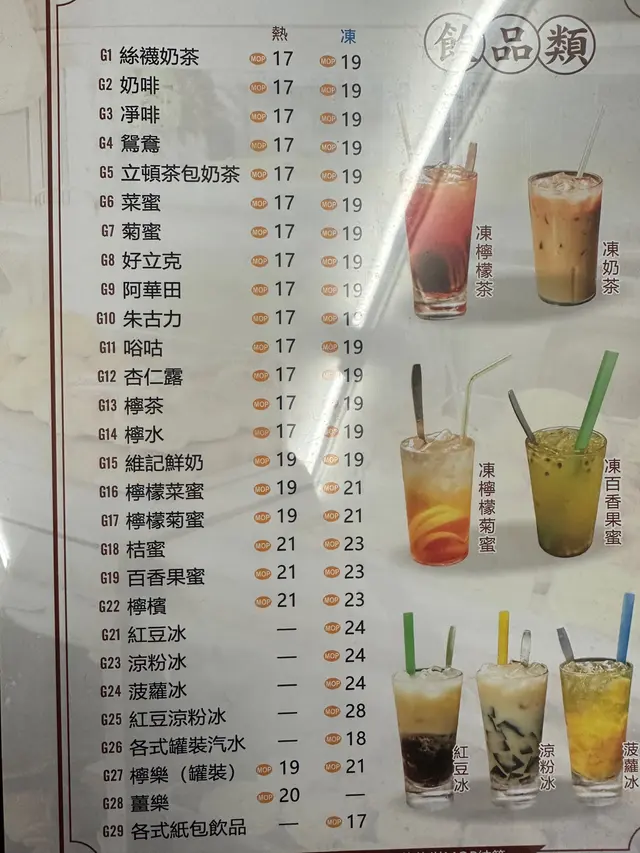 飲品類
熱 凍
G1 絲襪奶茶 MOP 17 MOP 19
G2 奶啡 MOP 17 MOP 19
G3 淨啡 MOP 17 MOP 19
G4 鴛鴦 MOP 17 MOP 19
G5 立頓茶包奶茶 MOP 17 MOP 19
G6 菜蜜 MOP 17 MOP 19
G7 菊蜜 MOP 17 MOP 19
G8 好立克 MOP 17 MOP 19
G9 阿華田 MOP 17 MOP 19
G10 朱古力 MOP 17 MOP 19
G11 唂咕 MOP 17 MOP 19
G12 杏仁露 MOP 17 MOP 19
G13 檸茶 MOP 17 MOP 19
G14 檸水 MOP 17 MOP 19
G15 維記鮮奶 MOP 19 MOP 19
G16 檸檬菜蜜 MOP 19 MOP 21
G17 檸檬菊蜜 MOP 19 MOP 21
G18 桔蜜 MOP 21 MOP 23
G19 百香果蜜 MOP 21 MOP 23
G22 檸檳 MOP 21 MOP 23
G21 紅豆冰 — MOP 24
G23 涼粉冰 — MOP 24
G24 菠蘿冰 — MOP 24
G25 紅豆涼粉冰 — MOP 28
G26 各式罐裝汽水 — MOP 18
G27 檸樂（罐裝） MOP 19 MOP 21
G28 薑樂 MOP 20 —
G29 各式紙包飲品 — MOP 17
凍檸檬茶
凍奶茶
凍檸檬菊蜜
凍百香果蜜
紅豆冰
涼粉冰
菠蘿冰